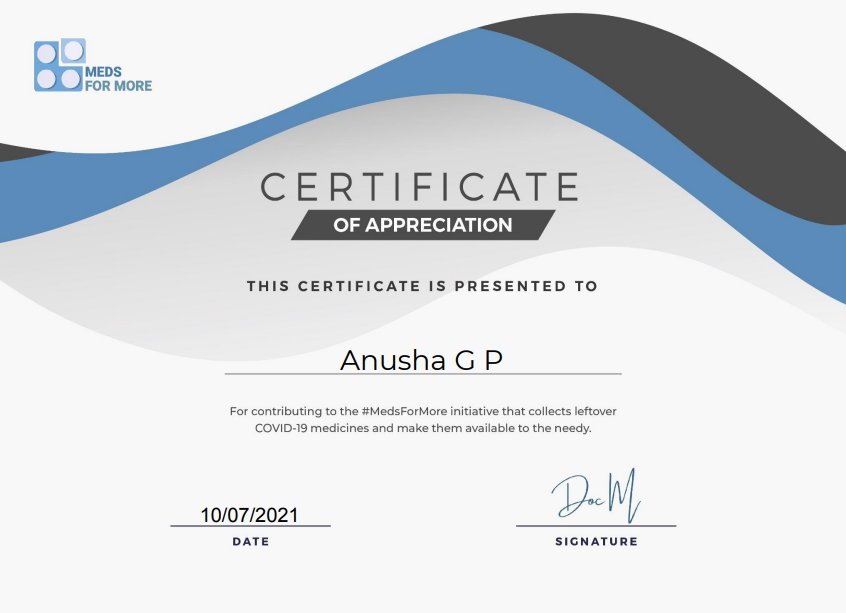 MEDS
FOR MORE
CERTIFICATE
OF APPRECIATION
THIS CERTIFICATE IS PRESENTED TO
Anusha G P
For contributing to the #MedsForMore initiative that collects leftover
COVID-19 medicines and make them available to the needy.
10/07/2021
DATE
Doc M
SIGNATURE